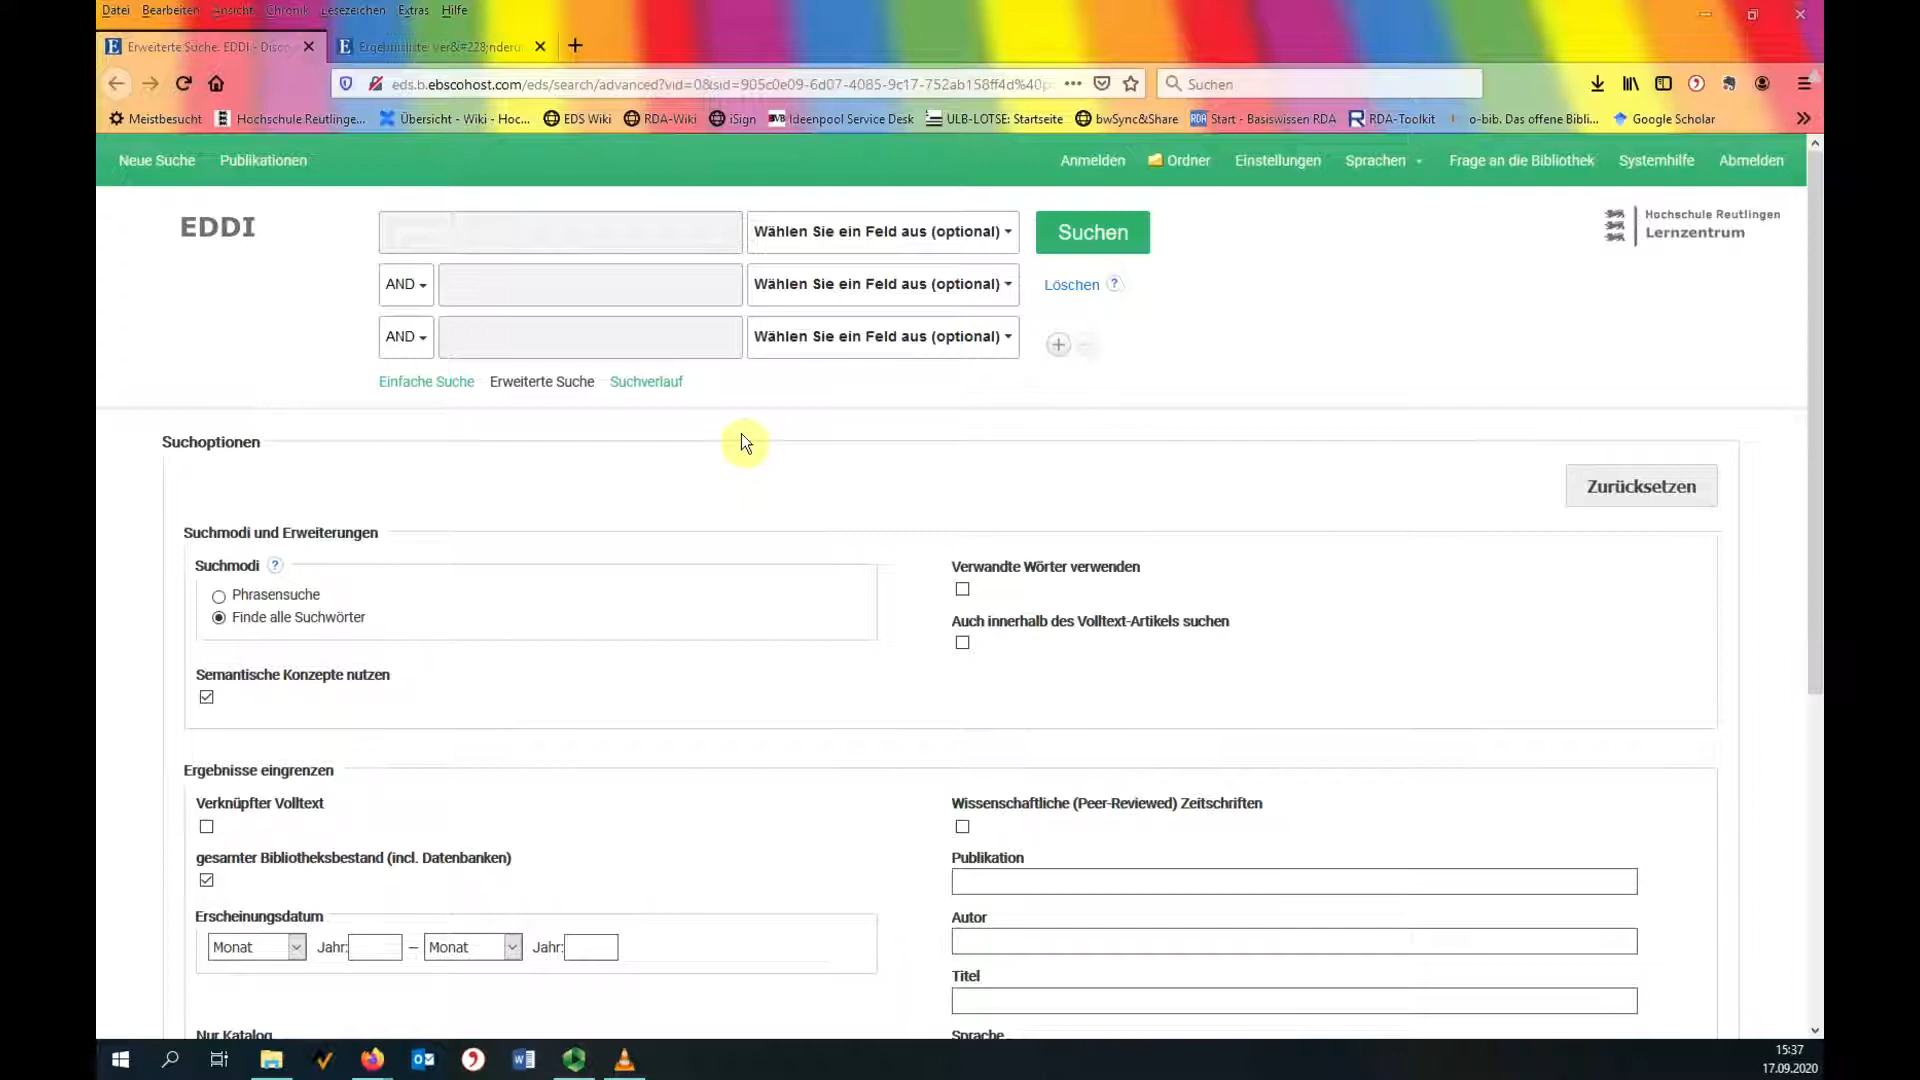 Datei Bearbeiten Ansicht Chronik Lesezeichen Extras Hilfe
Erweiterte Suche: EDDI - Disco Ergebnisliste: ver&#228;nderu
eds.b.ebscohost.com/eds/search/advanced?vid=0&sid=905c0e09-6d07-4085-9c17-752ab158ff4d%40p Suchen
Meistbesucht Hochschule Reutlinge... Übersicht - Wiki - Hoc... EDS Wiki RDA-Wiki iSign Ideenpool Service Desk ULB-LOTSE: Startseite bwSync&Share Start - Basiswissen RDA RDA-Toolkit o-bib. Das offene Bibli... Google Scholar
Neue Suche Publikationen Anmelden Ordner Einstellungen Sprachen Frage an die Bibliothek Systemhilfe Abmelden
EDDI Wählen Sie ein Feld aus (optional) Suchen
Hochschule Reutlingen
Lernzentrum
AND Wählen Sie ein Feld aus (optional) Löschen ?
AND Wählen Sie ein Feld aus (optional)
Einfache Suche Erweiterte Suche Suchverlauf
Suchoptionen
Zurücksetzen
Suchmodi und Erweiterungen
Suchmodi ?
Phrasensuche
Finde alle Suchwörter
Semantische Konzepte nutzen
Verwandte Wörter verwenden
Auch innerhalb des Volltext-Artikels suchen
Ergebnisse eingrenzen
Verknüpfter Volltext
gesamter Bibliotheksbestand (incl. Datenbanken)
Erscheinungsdatum
Monat Jahr: – Monat Jahr:
Nur Katalog
Wissenschaftliche (Peer-Reviewed) Zeitschriften
Publikation
Autor
Titel
Sprache
15:37
17.09.2020